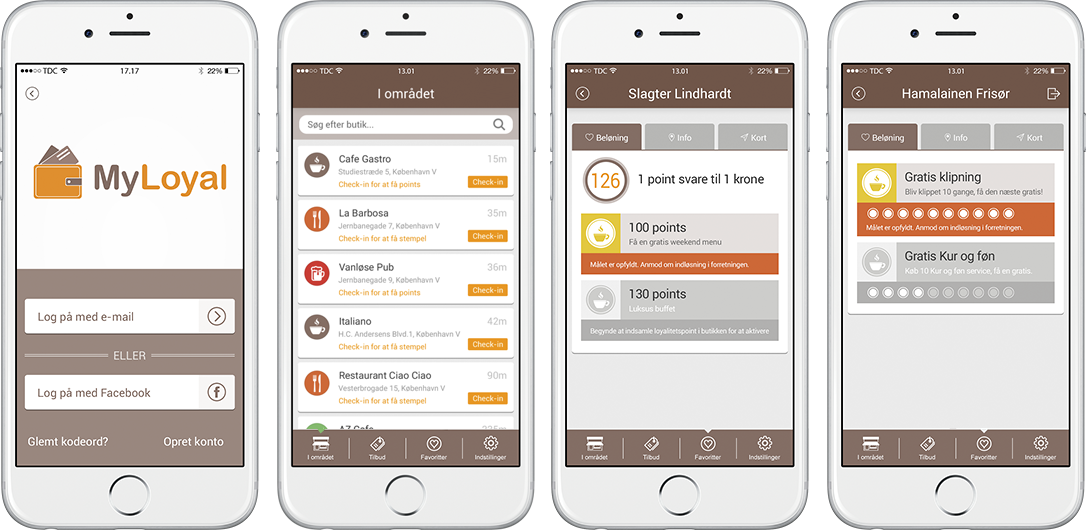 TDC 17.17 22%
MyLoyal
Log på med e-mail
ELLER
Log på med Facebook
Glemt kodeord? Opret konto
TDC 13.01 22%
I området
Søg efter butik...
Cafe Gastro 15m
Studiestræde 5, København V
Check-in for at få points Check-in
La Barbosa 35m
Jernbanegade 7, København V
Check-in for at få stempel Check-in
Vanløse Pub 36m
Jernbanegade 9, København V
Check-in for at få points Check-in
Italiano 42m
H.C. Andersens Blvd.1, København V
Check-in for at få stempel Check-in
Restaurant Ciao Ciao 90m
Vesterbrogade 15, København V
Check-in for at få stempel Check-in
I området Tilbud Favoritter Indstillinger
TDC 13.01 22%
Slagter Lindhardt
Beløning Info Kort
126 1 point svare til 1 krone
100 points
Få en gratis weekend menu
Målet er opfyldt. Anmod om indløsning i forretningen.
130 points
Luksus buffet
Begynde at indsamle loyalitetspoint i butikken for at aktivere
I området Tilbud Favoritter Indstillinger
TDC 13.01 22%
Hamalainen Frisør
Beløning Info Kort
Gratis klipning
Bliv klippet 10 gange, få den næste gratis!
Målet er opfyldt. Anmod om indløsning i forretningen.
Gratis Kur og føn
Køb 10 Kur og føn service, få en gratis.
I området Tilbud Favoritter Indstillinger